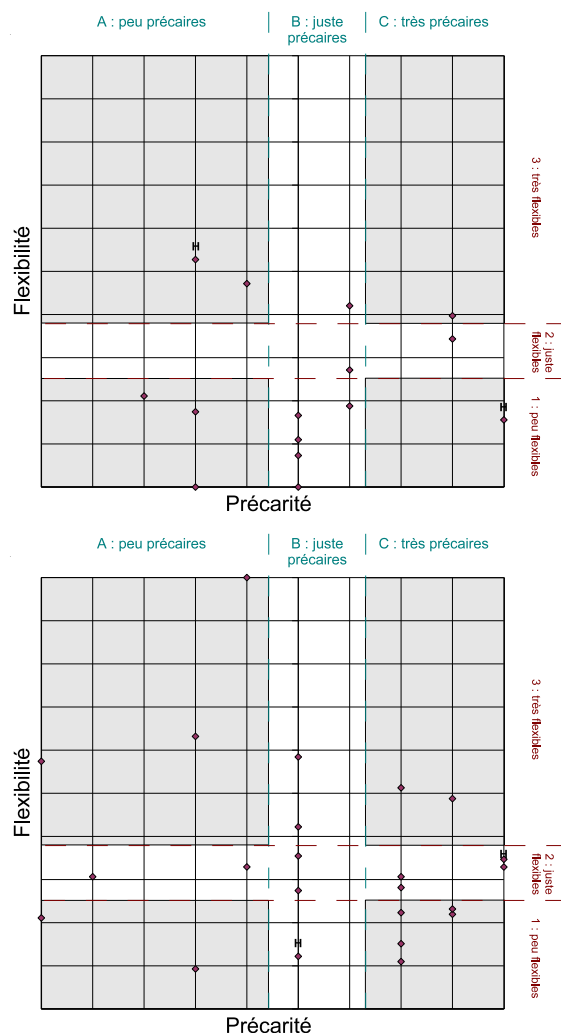 A : peu précaires
B : juste
précaires
C : très précaires
Flexibilité
3 : très
flexibles
2 : juste
flexibles
1 : peu flexibles
H
H
Précarité
A : peu précaires
B : juste
précaires
C : très précaires
Flexibilité
3 : très flexibles
2 : juste
flexibles
1 : peu flexibles
H
H
Précarité